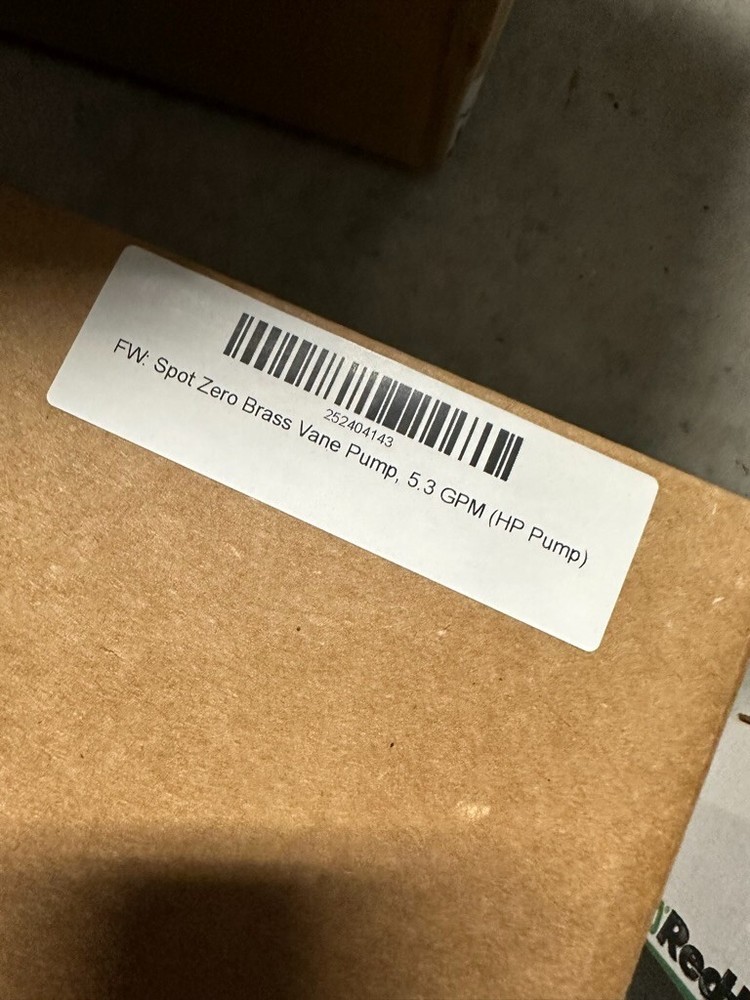 252404143
FW: Spot Zero Brass Vane Pump, 5.3 GPM (HP Pump)